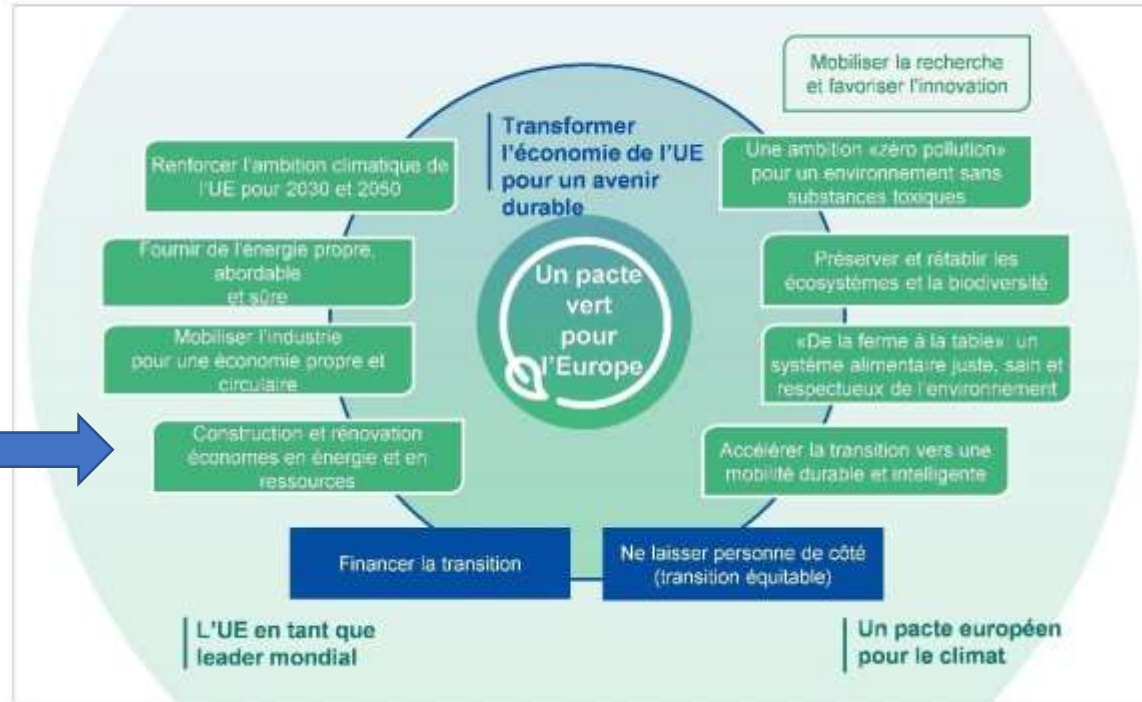 Mobiliser la recherche
et favoriser l'innovation
Transformer
l'économie de l'UE
pour un avenir
durable
Renforcer l'ambition climatique de
l'UE pour 2030 et 2050
Une ambition «zéro pollution»
pour un environnement sans
substances toxiques
Fournir de l'énergie propre,
abordable
et sûre
Préserver et rétablir les
écosystèmes et la biodiversité
Un pacte
vert
pour
l'Europe
Mobiliser l'industrie
pour une économie propre et
circulaire
«De la ferme à la table» un
système alimentaire juste, sain et
respectueux de l'environnement
Construction et rénovation
économes en énergie et en
ressources
Accélérer la transition vers une
mobilité durable et intelligente
Financer la transition
Ne laisser personne de côté
(transition équitable)
L'UE en tant que
leader mondial
Un pacte européen
pour le climat